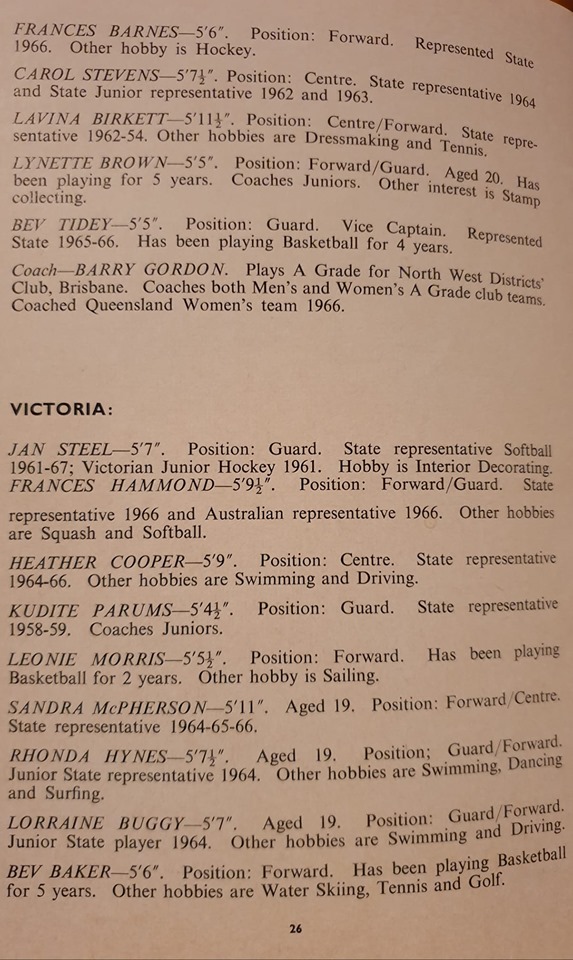 FRANCES BARNES—5'6". Position: Forward. Represented State
1966. Other hobby is Hockey.
CAROL STEVENS—5'7½". Position: Centre. State representative 1964
and State Junior representative 1962 and 1963.
LAVINA BIRKETT—5'11½". Position: Centre/Forward. State repre-
sentative 1962-54. Other hobbies are Dressmaking and Tennis.
LYNETTE BROWN—5'5". Position: Forward/Guard. Aged 20. Has
been playing for 5 years. Coaches Juniors. Other interest is Stamp
collecting.
BEV TIDEY—5'5". Position: Guard. Vice Captain. Represented
State 1965-66. Has been playing Basketball for 4 years.
Coach—BARRY GORDON. Plays A Grade for North West Districts'
Club, Brisbane. Coaches both Men's and Women's A Grade club teams.
Coached Queensland Women's team 1966.
VICTORIA:
JAN STEEL—5'7". Position: Guard. State representative Softball
1961-67; Victorian Junior Hockey 1961. Hobby is Interior Decorating.
FRANCES HAMMOND—5'9½". Position: Forward/Guard. State
representative 1966 and Australian representative 1966. Other hobbies
are Squash and Softball.
HEATHER COOPER—5'9". Position: Centre. State representative
1964-66. Other hobbies are Swimming and Driving.
KUDITE PARUMS—5'4½". Position: Guard. State representative
1958-59. Coaches Juniors.
LEONIE MORRIS—5'5½". Position: Forward. Has been playing
Basketball for 2 years. Other hobby is Sailing.
SANDRA McPHERSON—5'11". Aged 19. Position: Forward/Centre.
State representative 1964-65-66.
RHONDA HYNES—5'7½". Aged 19. Position; Guard/Forward.
Junior State representative 1964. Other hobbies are Swimming, Dancing
and Surfing.
LORRAINE BUGGY—5'7". Aged 19. Position: Guard/Forward.
Junior State player 1964. Other hobbies are Swimming and Driving.
BEV BAKER—5'6". Position: Forward. Has been playing Basketball
for 5 years. Other hobbies are Water Skiing, Tennis and Golf.
26